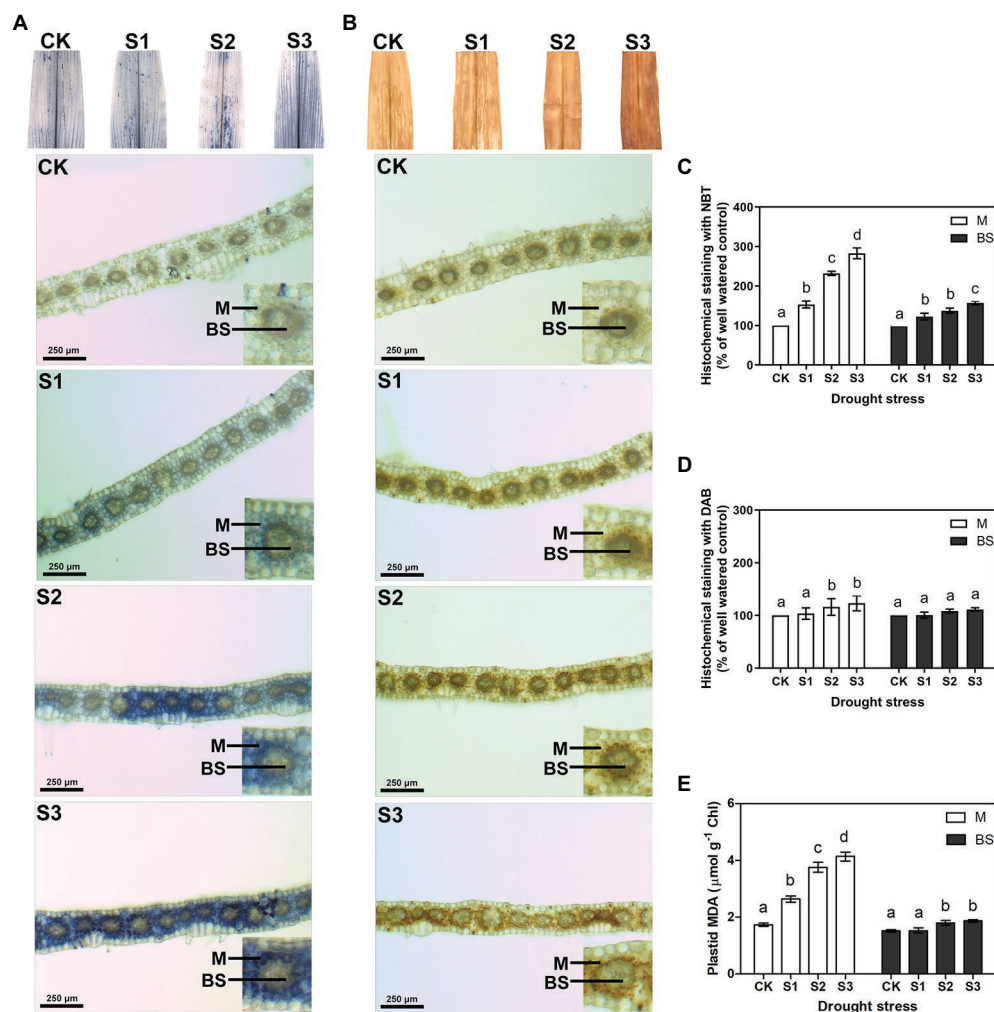 A
CK S1 S2 S3
B
CK S1 S2 S3
CK
M
BS
250 µm
S1
M
BS
250 µm
S2
M
BS
250 µm
S3
M
BS
250 µm
CK
M
BS
250 µm
S1
M
BS
250 µm
S2
M
BS
250 µm
S3
M
BS
250 µm
C
Histochemical staining with NBT
(% of well watered control)
400
300
200
100
0
M
BS
a b c d a b b c
CK S1 S2 S3 CK S1 S2 S3
Drought stress
D
Histochemical staining with DAB
(% of well watered control)
300
200
100
0
M
BS
a a b b a a a a
CK S1 S2 S3 CK S1 S2 S3
Drought stress
E
Plastid MDA (µmol g⁻¹ Chl)
6
4
2
0
M
BS
a b c d a a b b
CK S1 S2 S3 CK S1 S2 S3
Drought stress